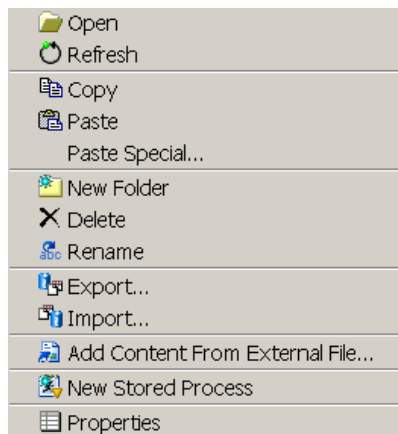 Open
Refresh
Copy
Paste
Paste Special...
New Folder
Delete
abc Rename
Export...
Import...
Add Content From External File...
New Stored Process
Properties